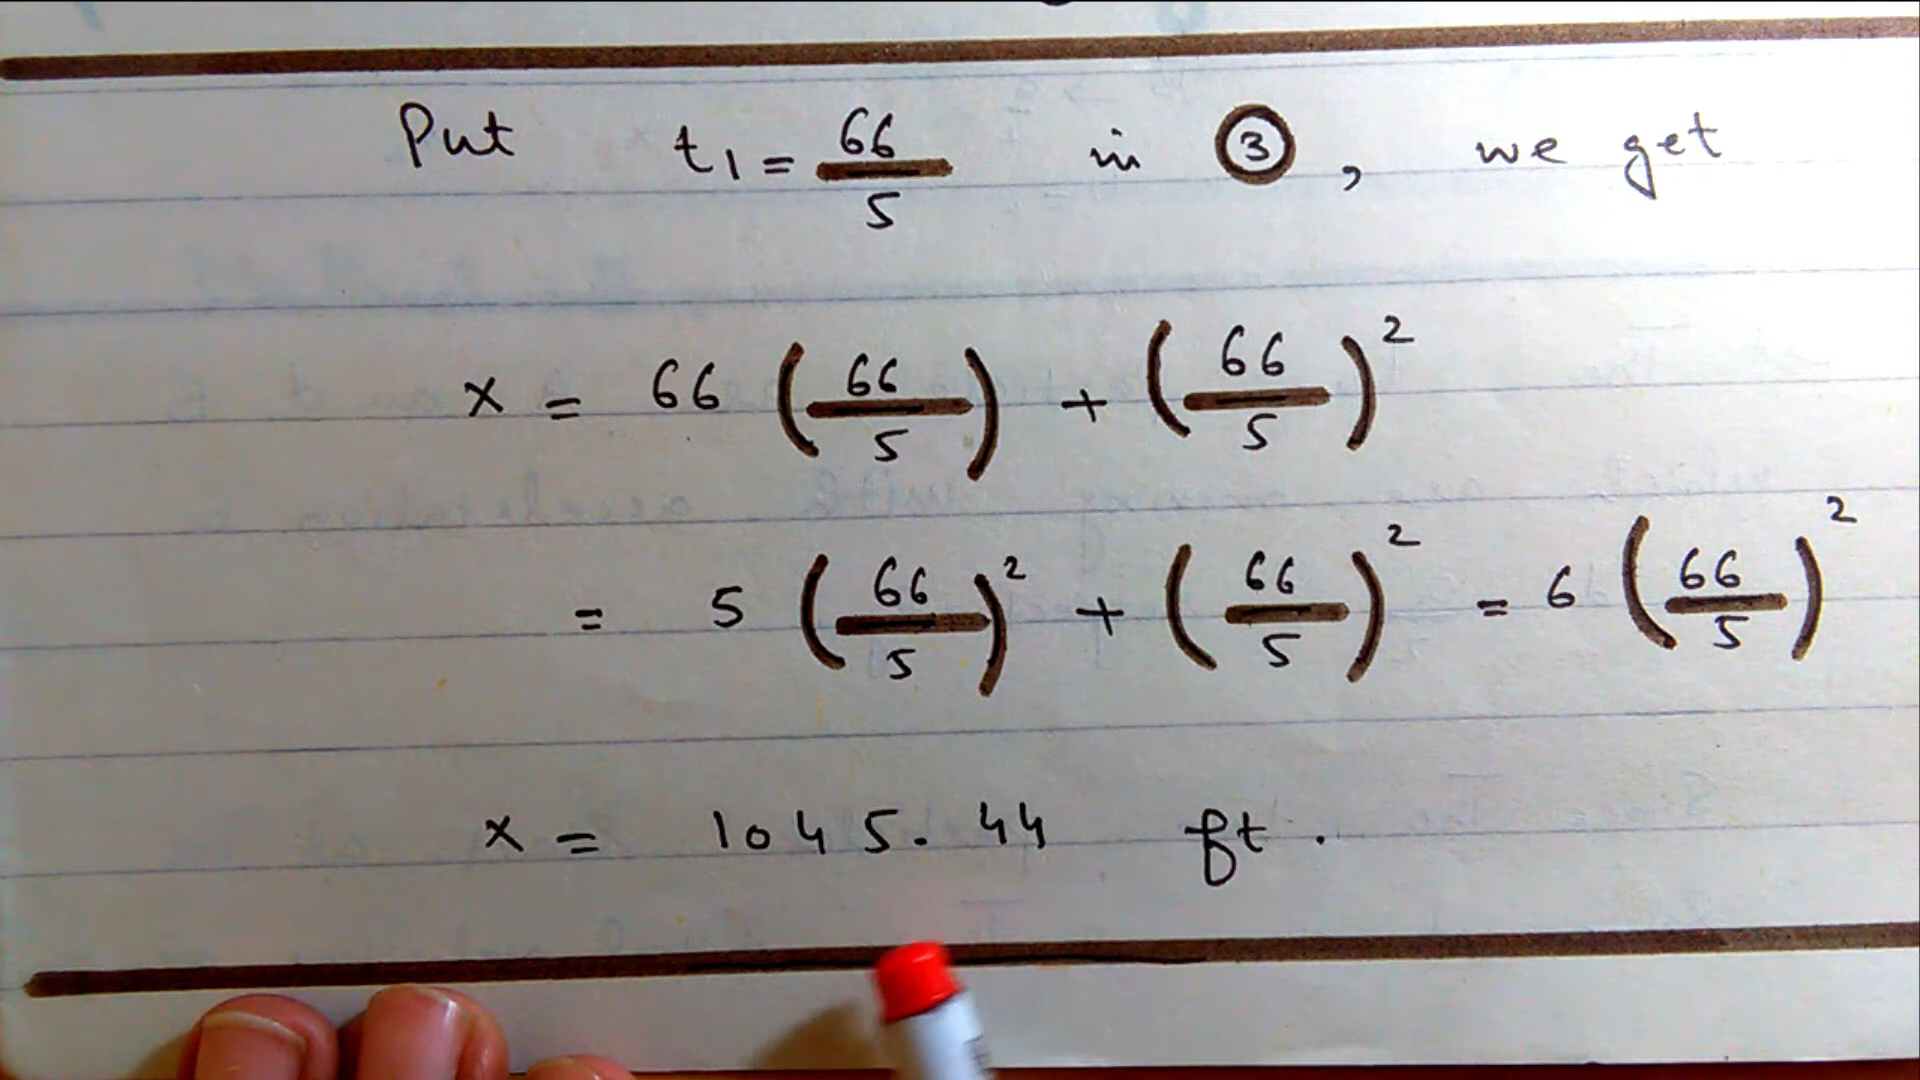 Put t₁ = 66/5 in ③, we get
x = 66 (66/5) + (66/5)²
= 5 (66/5)² + (66/5)² = 6 (66/5)²
x = 1045.44 ft.